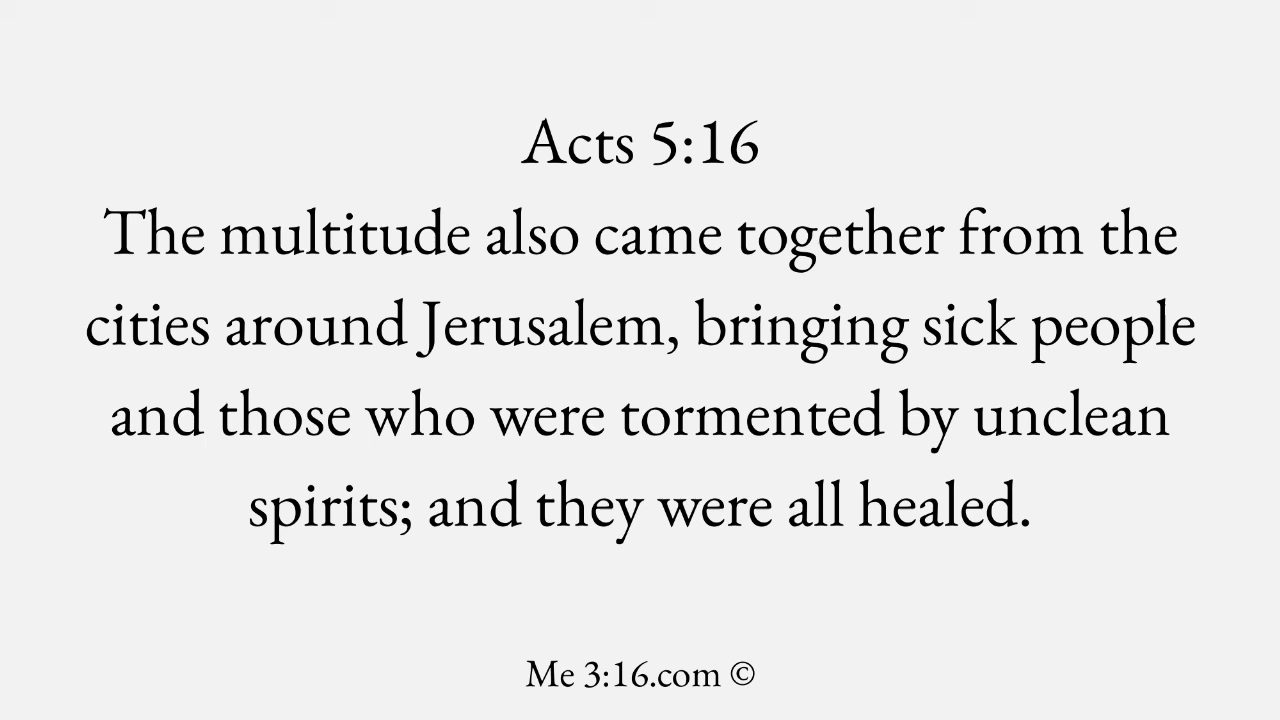 Acts 5:16
The multitude also came together from the
cities around Jerusalem, bringing sick people
and those who were tormented by unclean
spirits; and they were all healed.
Me 3:16.com ©